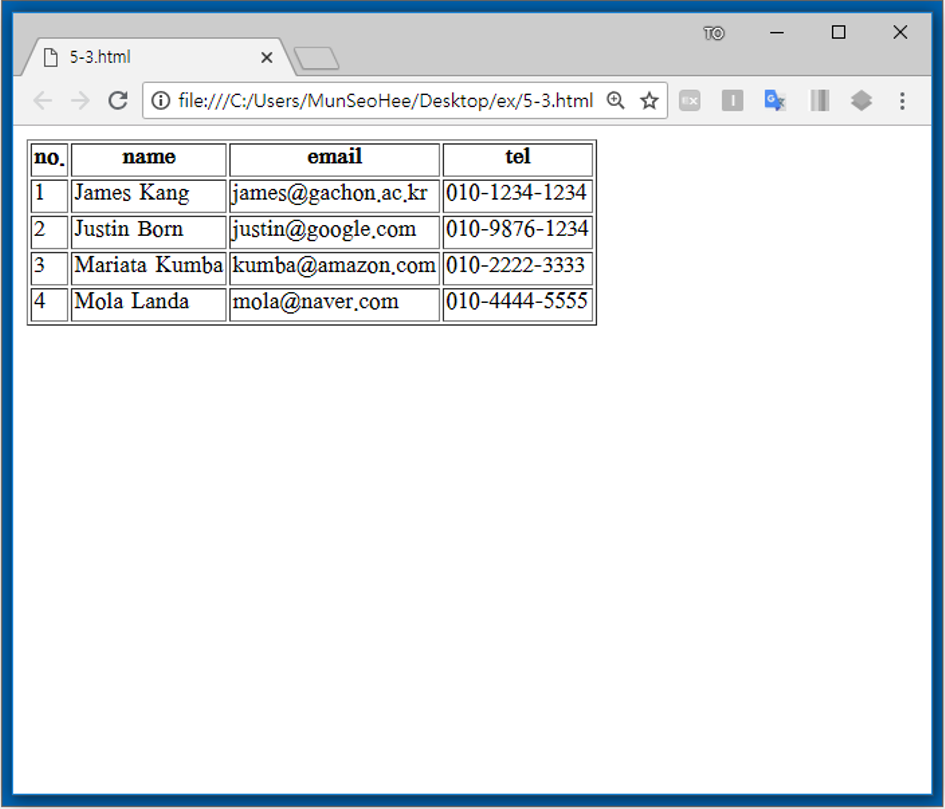 TO
5-3.html
file:///C:/Users/MunSeoHee/Desktop/ex/5-3.html EX I G
no. name email tel
1 James Kang james@gachon.ac.kr 010-1234-1234
2 Justin Born justin@google.com 010-9876-1234
3 Mariata Kumba kumba@amazon.com 010-2222-3333
4 Mola Landa mola@naver.com 010-4444-5555